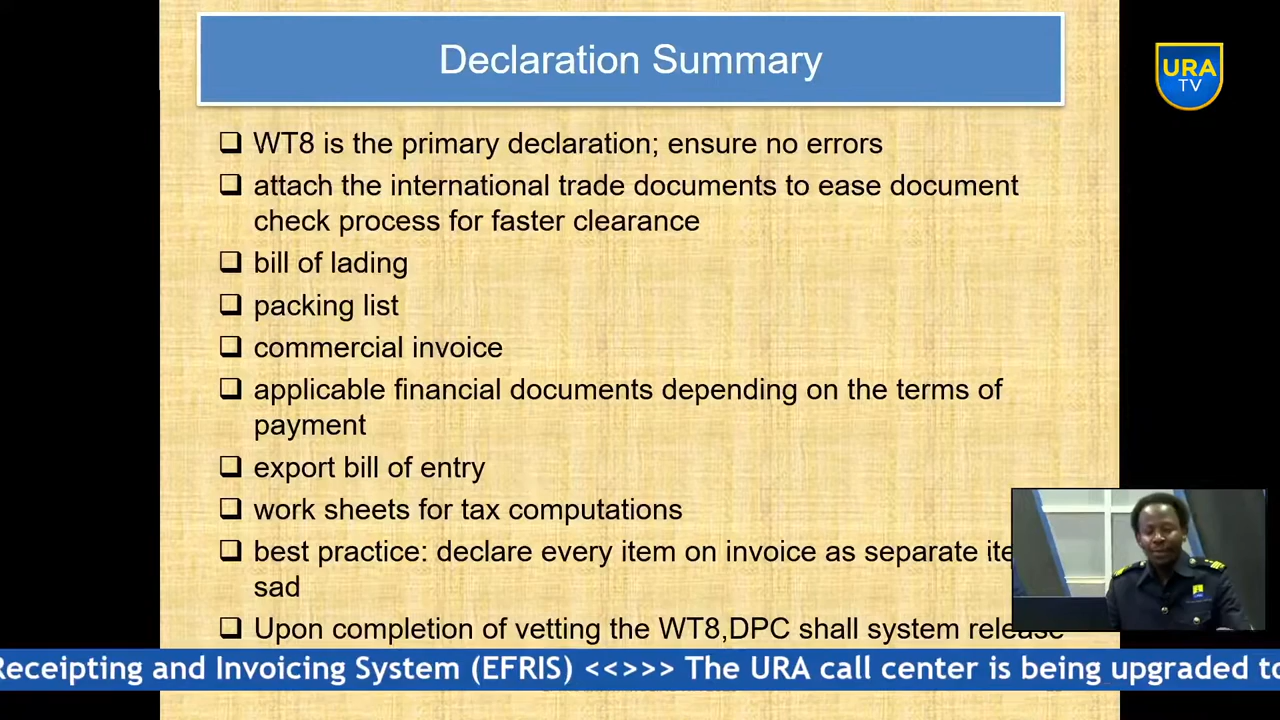 Declaration Summary
URA
TV
❑ WT8 is the primary declaration; ensure no errors
❑ attach the international trade documents to ease document
check process for faster clearance
❑ bill of lading
❑ packing list
❑ commercial invoice
❑ applicable financial documents depending on the terms of
payment
❑ export bill of entry
❑ work sheets for tax computations
❑ best practice: declare every item on invoice as separate
sad
❑ Upon completion of vetting the WT8,DPC shall system release
Receipting and Invoicing System (EFRIS) <<>>> The URA call center is being upgraded to